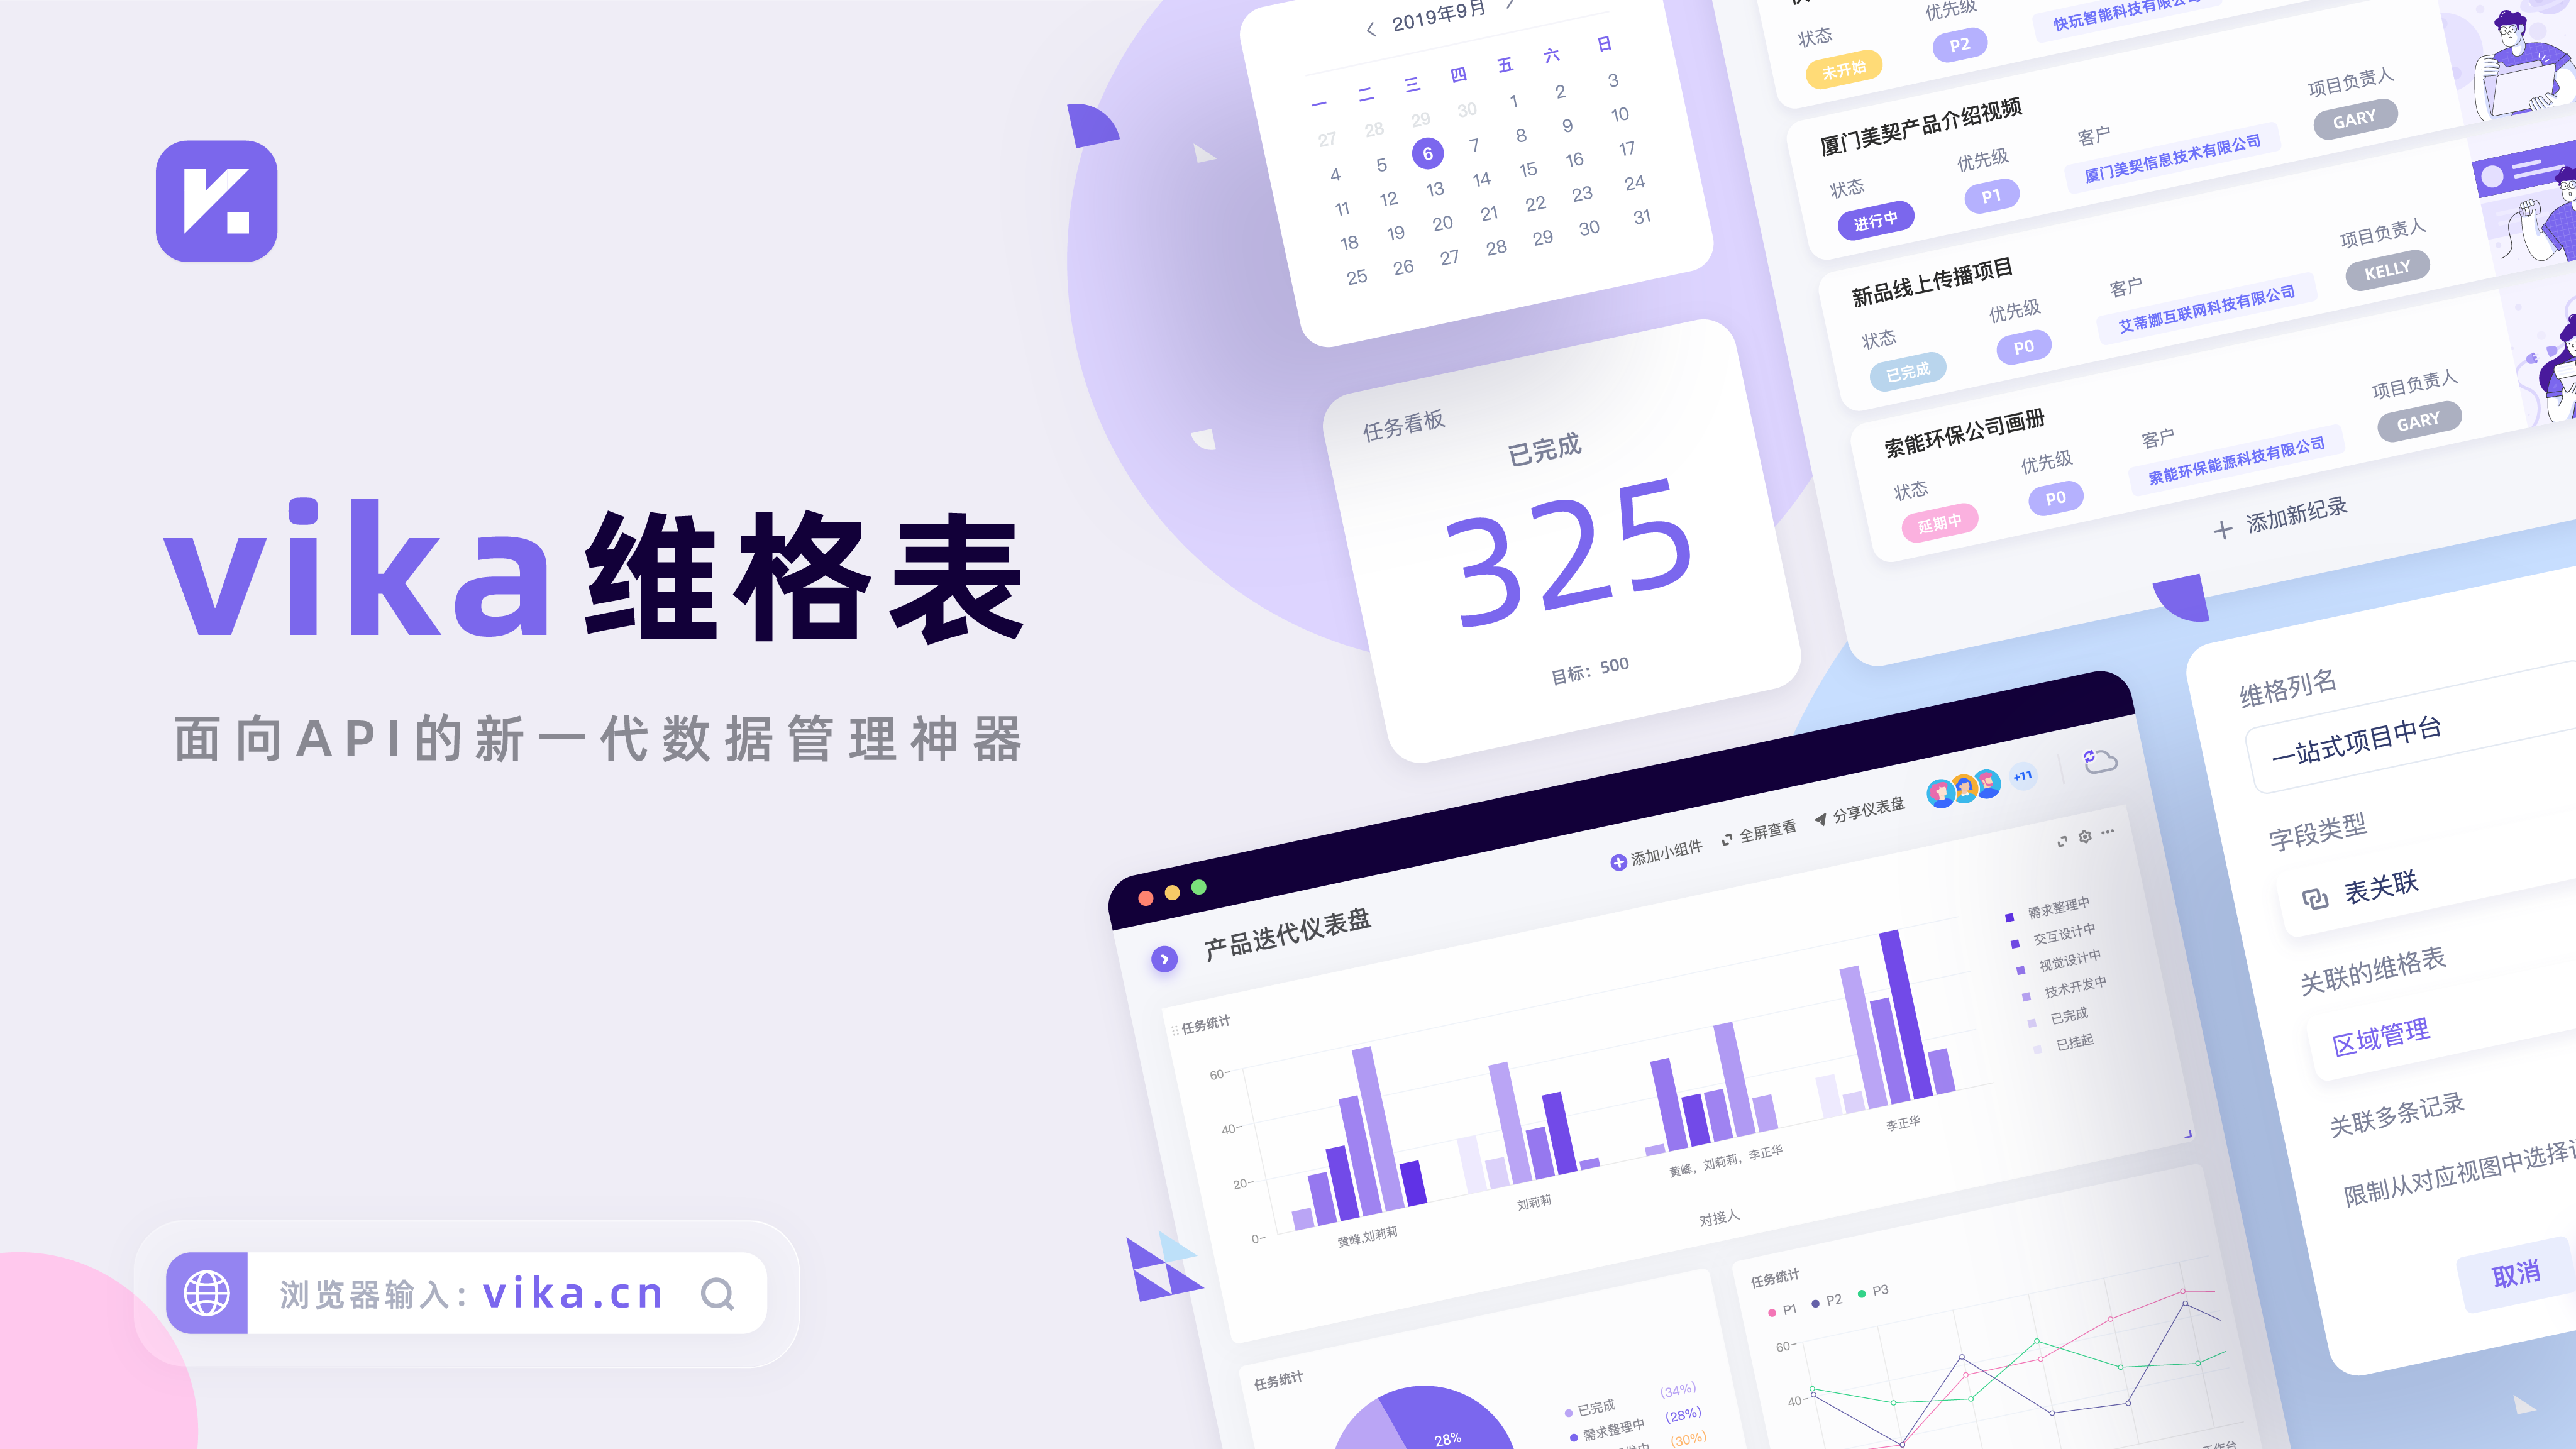 vika维格表
面向API的新一代数据管理神器
浏览器输入: vika.cn
2019年9月
一 二 三 四 五 六 日
27 28 29 30 1 2 3
4 5 6 7 8 9 10
11 12 13 14 15 16 17
18 19 20 21 22 23 24
25 26 27 28 29 30 31
任务看板
已完成
325
目标：500
状态 优先级
未开始 P2 快玩智能科技有限公司
厦门美契产品介绍视频
状态 优先级 客户 项目负责人
进行中 P1 厦门美契信息技术有限公司 GARY
新品线上传播项目
状态 优先级 客户 项目负责人
已完成 P0 艾蒂娜互联网科技有限公司 KELLY
索能环保公司画册
状态 优先级 客户 项目负责人
延期中 P0 索能环保能源科技有限公司 GARY
添加新纪录
添加小组件 全屏查看 分享仪表盘 +11
产品迭代仪表盘
任务统计
60
40
20
0
黄峰,刘莉莉 刘莉莉 黄峰，刘莉莉，李正华 李正华
对接人
需求整理中
交互设计中
视觉设计中
技术开发中
已完成
已挂起
任务统计
28%
已完成 (34%)
需求整理中 (28%)
(30%)
任务统计
P1 P2 P3
60
40
维格列名
一站式项目中台
字段类型
表关联
关联的维格表
区域管理
关联多条记录
限制从对应视图中选择
取消